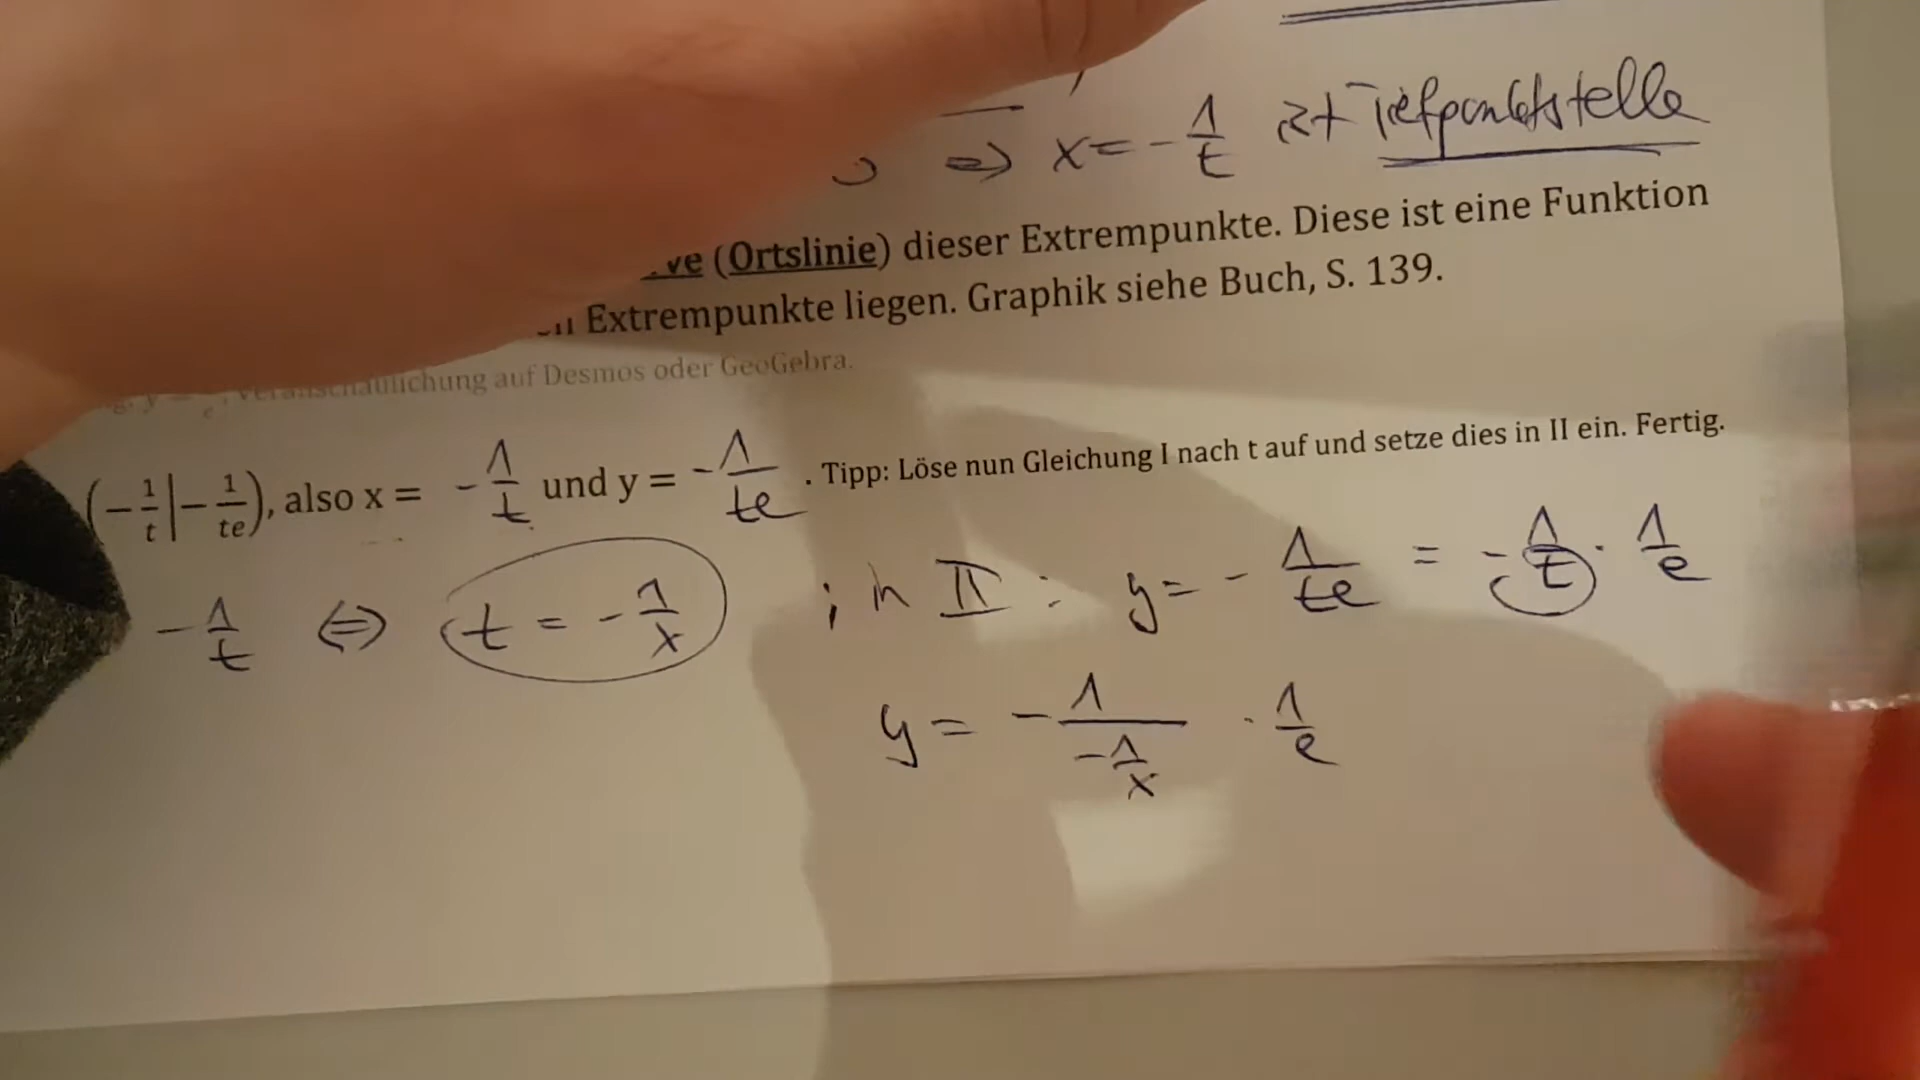 ⇒ x = - 1/t ist Tiefpunktstelle
(Ortslinie) dieser Extrempunkte. Diese ist eine Funktion
Extrempunkte liegen. Graphik siehe Buch, S. 139.
auf Desmos oder GeoGebra.
(-1/t | -1/te), also x = - 1/t und y = - 1/te . Tipp: Löse nun Gleichung I nach t auf und setze dies in II ein. Fertig.
- 1/t ⇔ t = - 1/x ; in II : y = - 1/te = - 1/t · 1/e
y = - 1/(-1/x) · 1/e